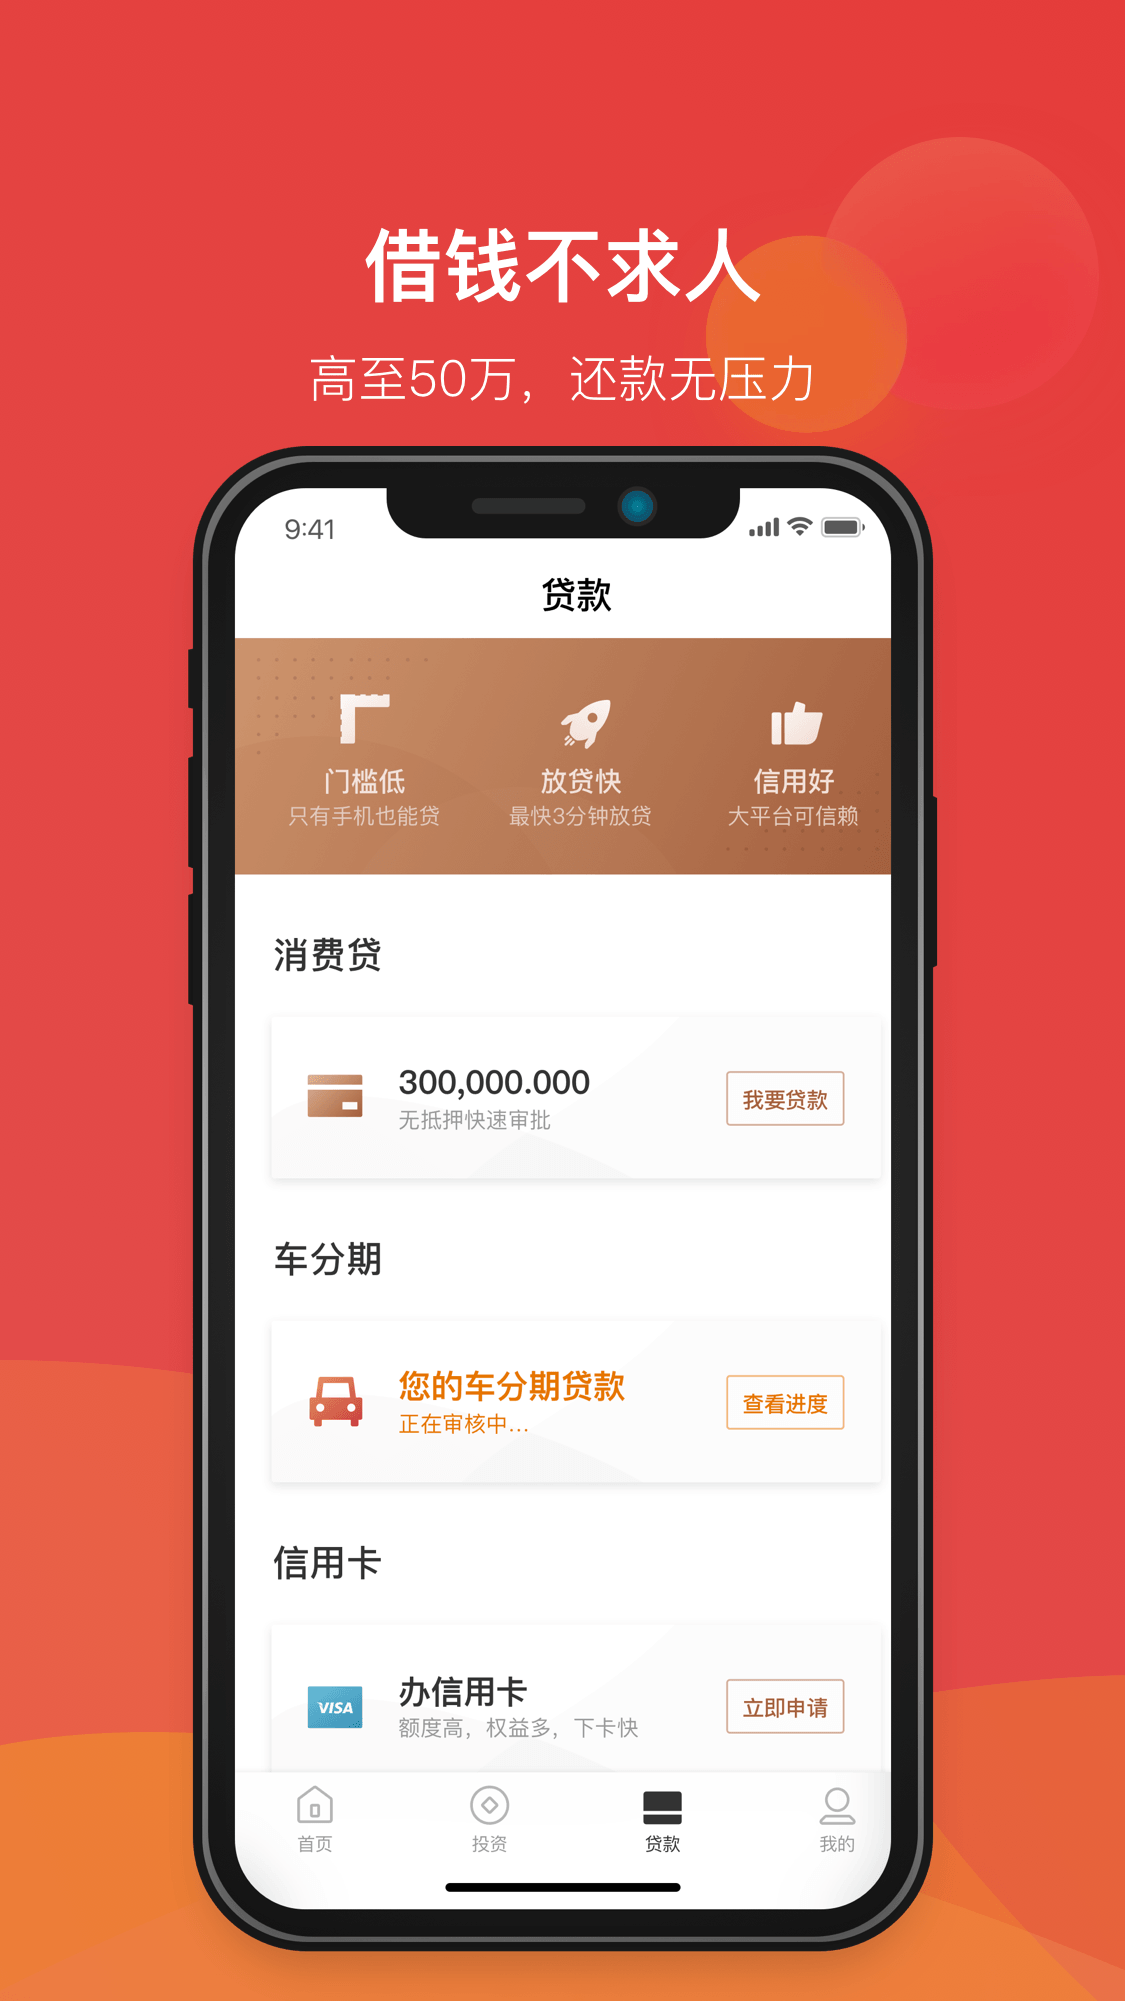 借钱不求人
高至50万，还款无压力
9:41
贷款
门槛低
放贷快
信用好
只有手机也能贷
最快3分钟放贷
大平台可信赖
消费贷
300,000.000
无抵押快速审批
我要贷款
车分期
您的车分期贷款
正在审核中...
查看进度
信用卡
VISA
办信用卡
额度高，权益多，下卡快
立即申请
首页
投资
贷款
我的